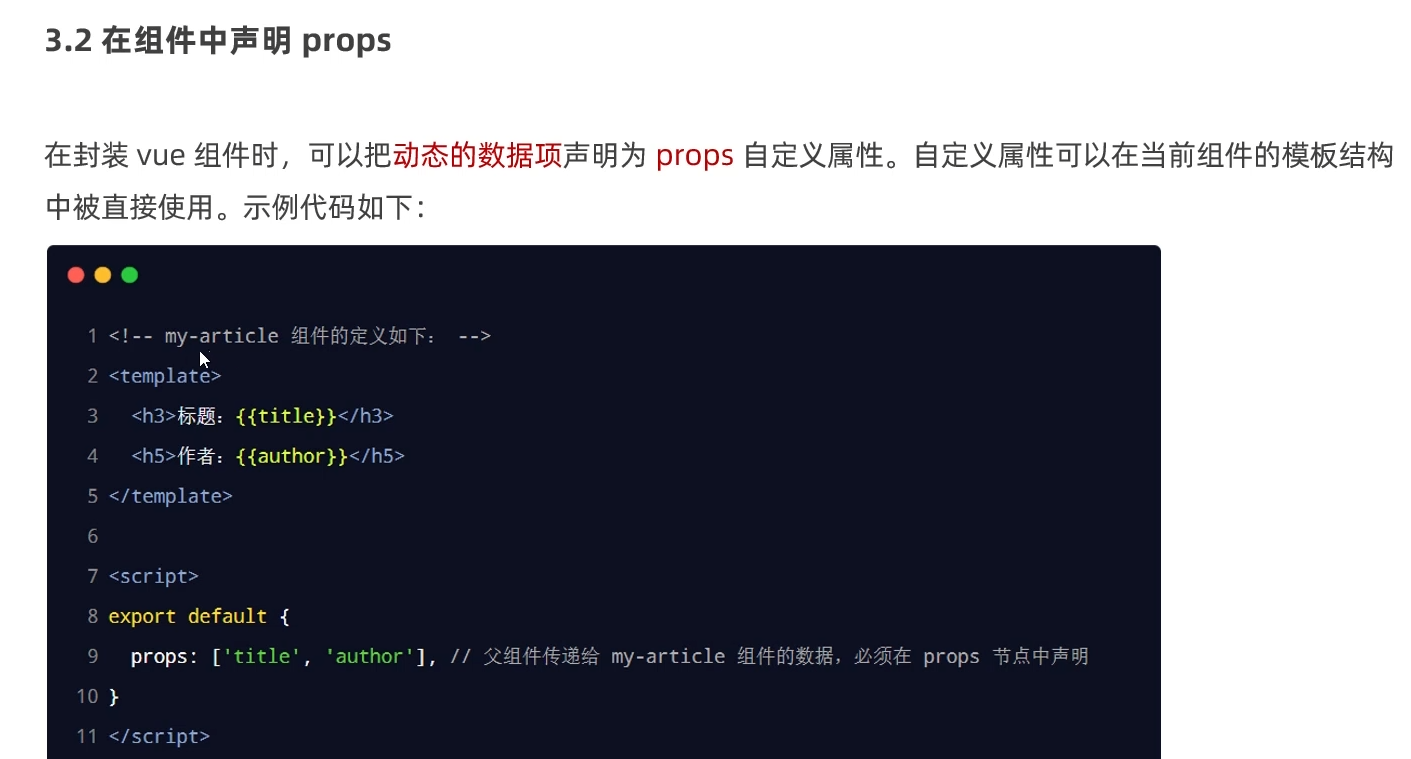 3.2 在组件中声明 props
在封装 vue 组件时，可以把动态的数据项声明为 props 自定义属性。自定义属性可以在当前组件的模板结构
中被直接使用。示例代码如下：
1 <!-- my-article 组件的定义如下： -->
2 <template>
3   <h3>标题：{{title}}</h3>
4   <h5>作者：{{author}}</h5>
5 </template>
6
7 <script>
8 export default {
9   props: ['title', 'author'], // 父组件传递给 my-article 组件的数据，必须在 props 节点中声明
10 }
11 </script>